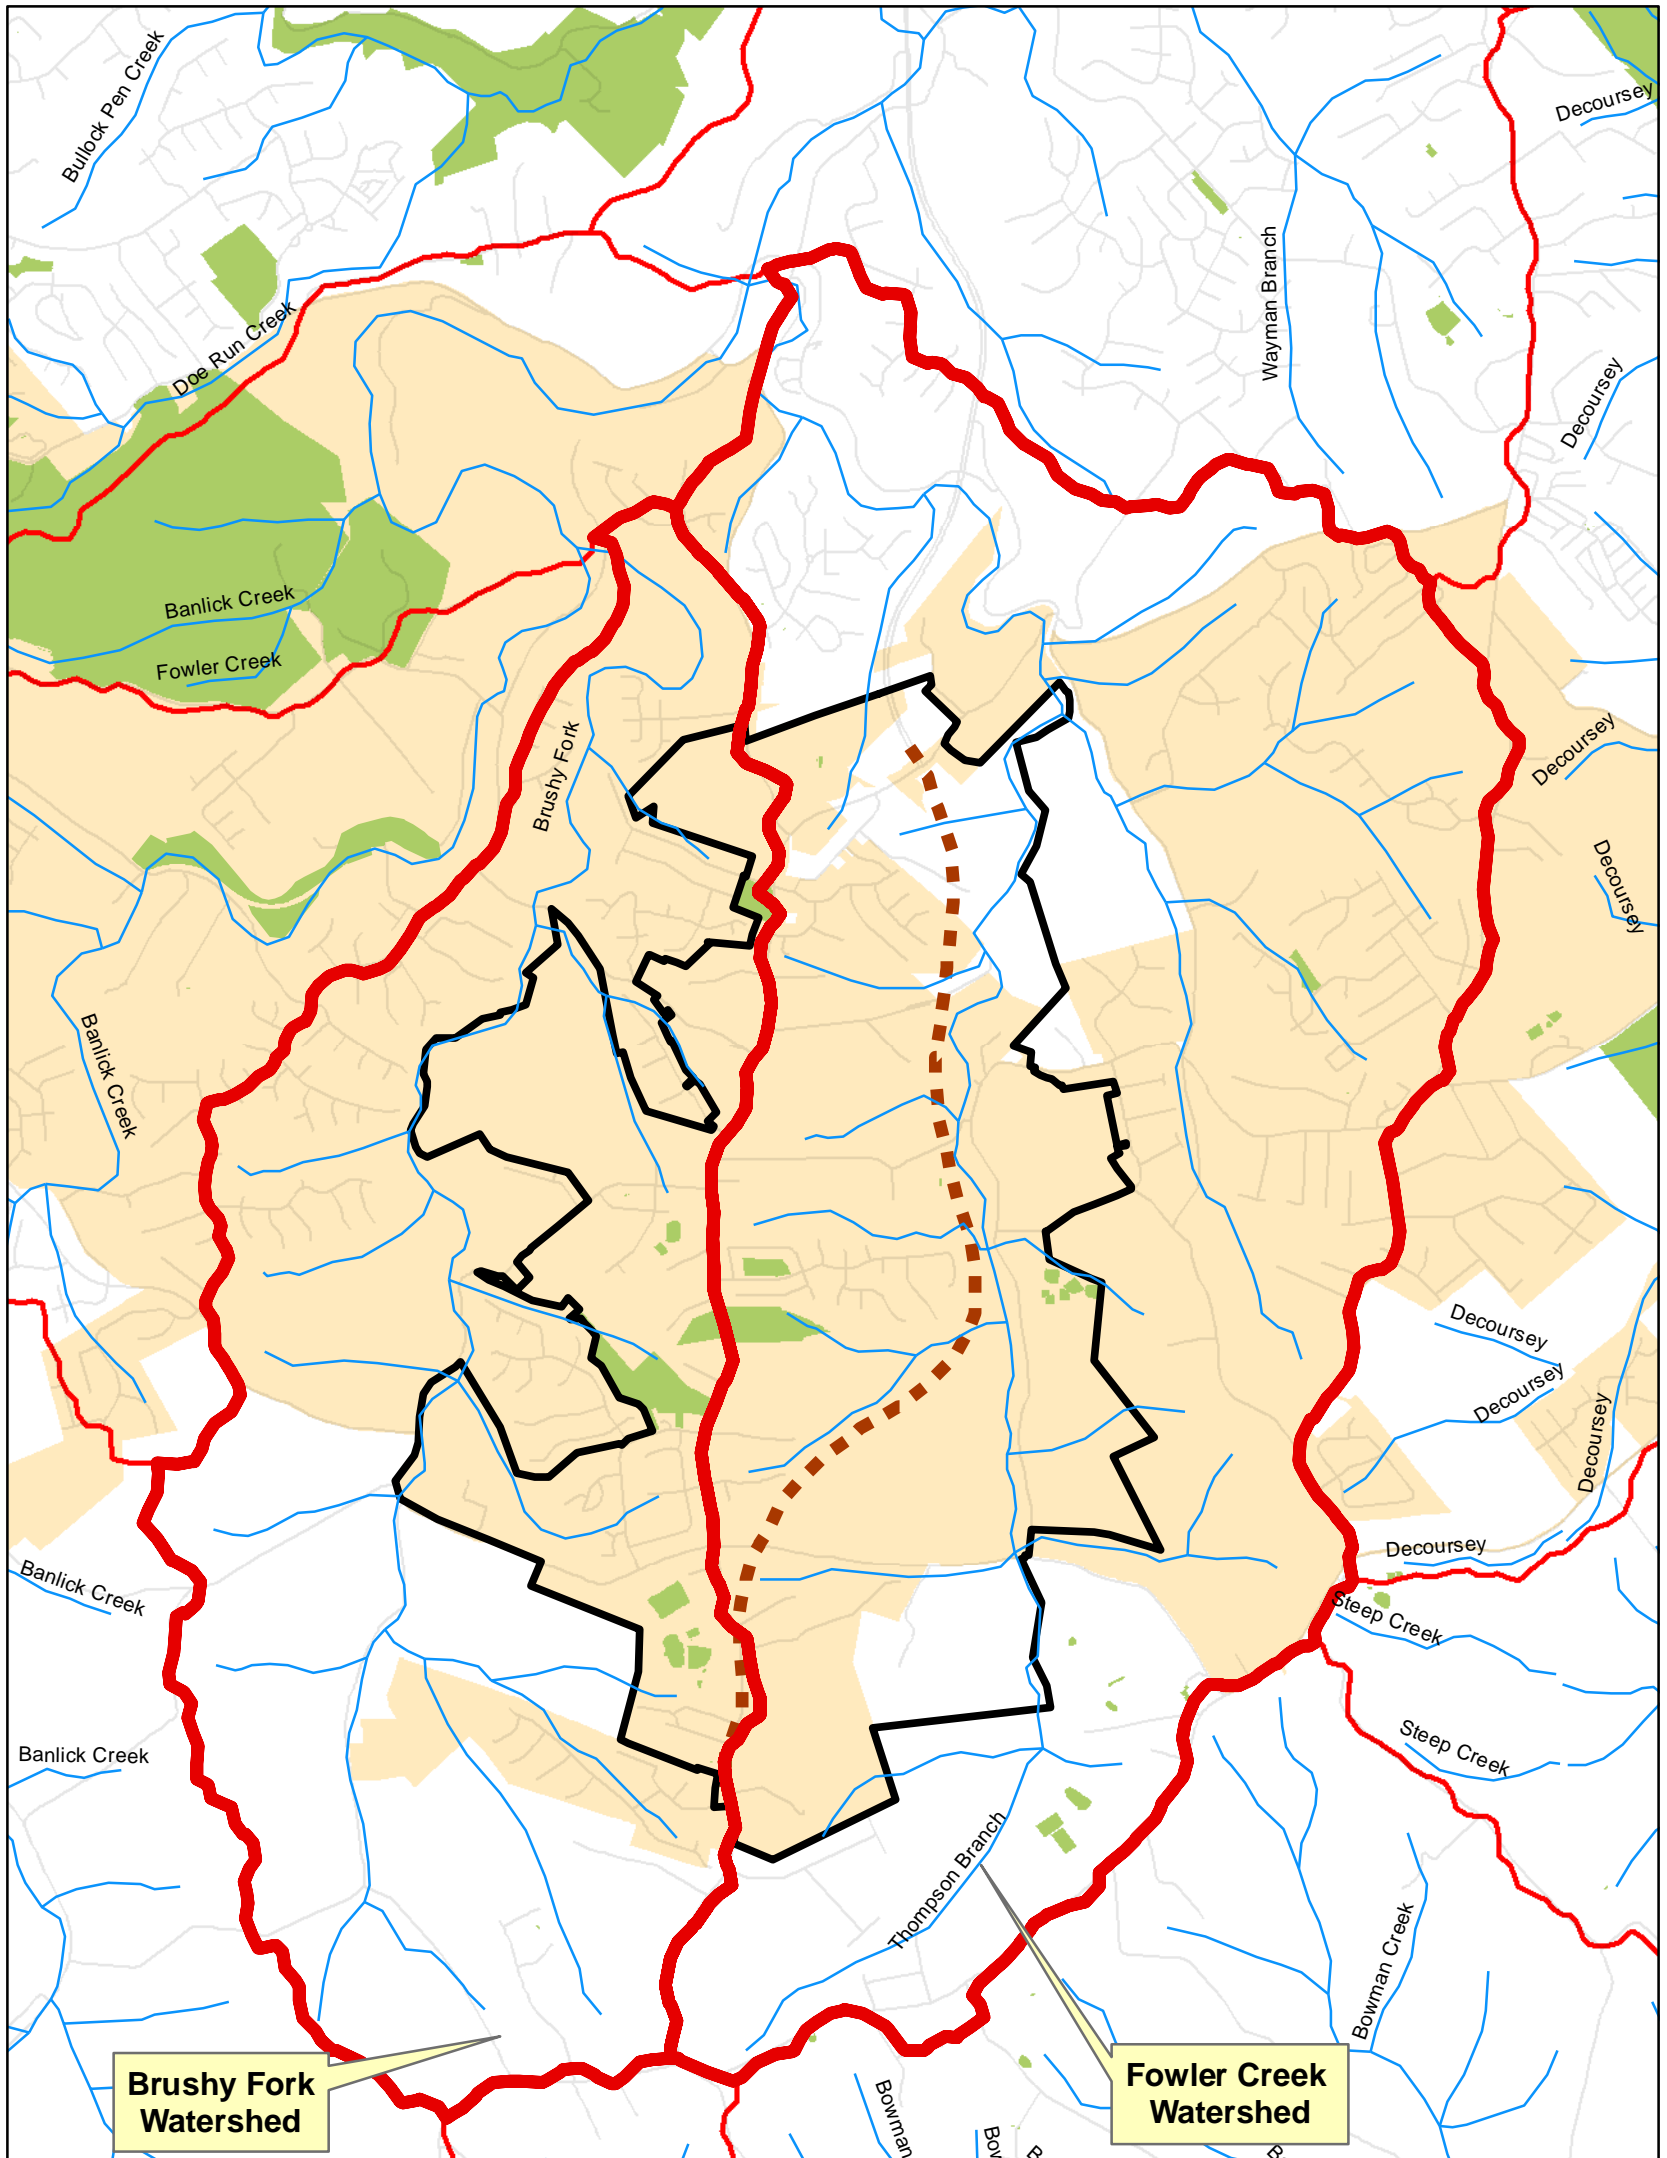 Bullock Pen Creek
Decoursey
Wayman Branch
Doe Run Creek
Decoursey
Banlick Creek
Fowler Creek
Brushy Fork
Decoursey
Decoursey
Banlick Creek
Decoursey
Decoursey
Decoursey
Decoursey
Banlick Creek
Steep Creek
Banlick Creek
Steep Creek
Thompson Branch
Bowman Creek
Brushy Fork
Watershed
Fowler Creek
Watershed
Bowman
Bow
B
B